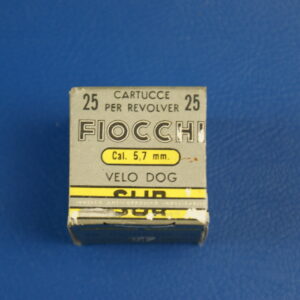 25 CARTUCCE 25
PER REVOLVER
FIOCCHI
Cal. 5,7 mm.
VELO DOG